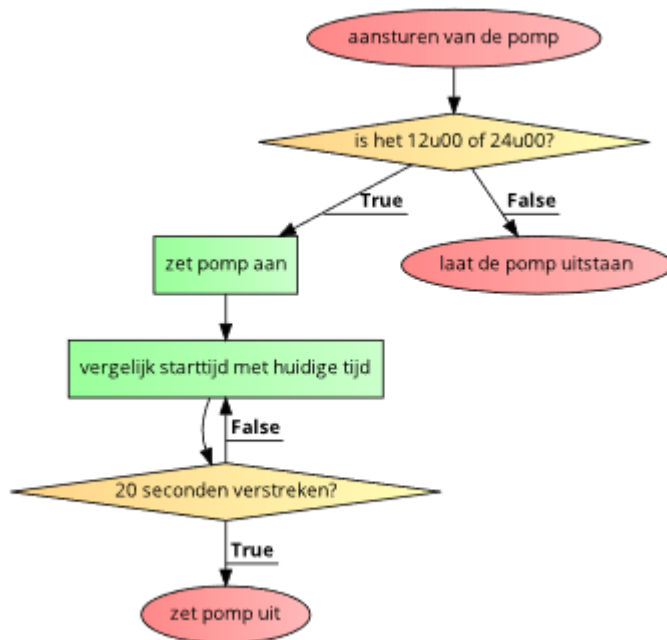 aansturen van de pomp
is het 12u00 of 24u00?
True
False
zet pomp aan
laat de pomp uitstaan
vergelijk starttijd met huidige tijd
False
20 seconden verstreken?
True
zet pomp uit